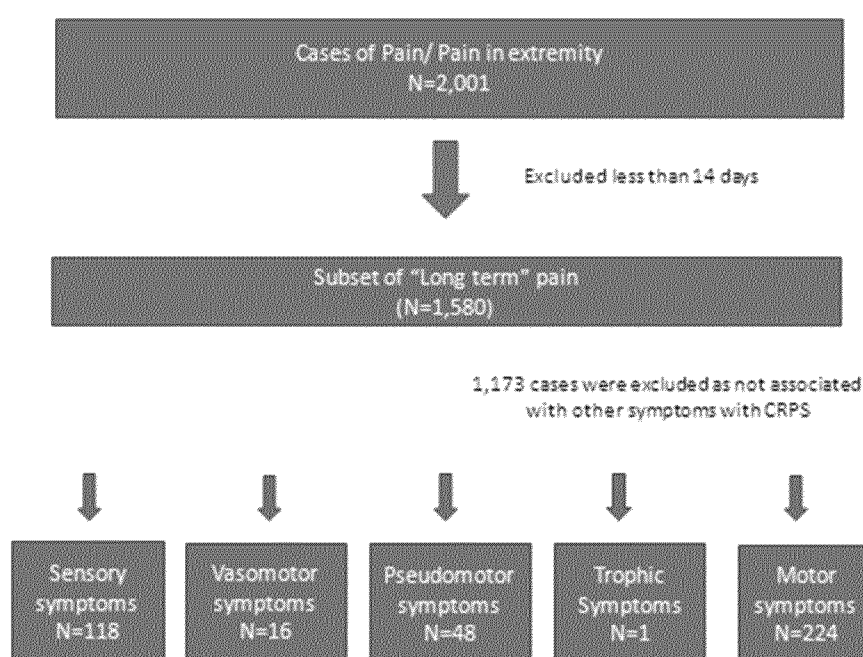 Cases of Pain/ Pain in extremity
N=2,001
Excluded less than 14 days
Subset of “Long term” pain
(N=1,580)
1,173 cases were excluded as not associated
with other symptoms with CRPS
Sensory
symptoms
N=118
Vasomotor
symptoms
N=16
Pseudomotor
symptoms
N=48
Trophic
Symptoms
N=1
Motor
symptoms
N=224